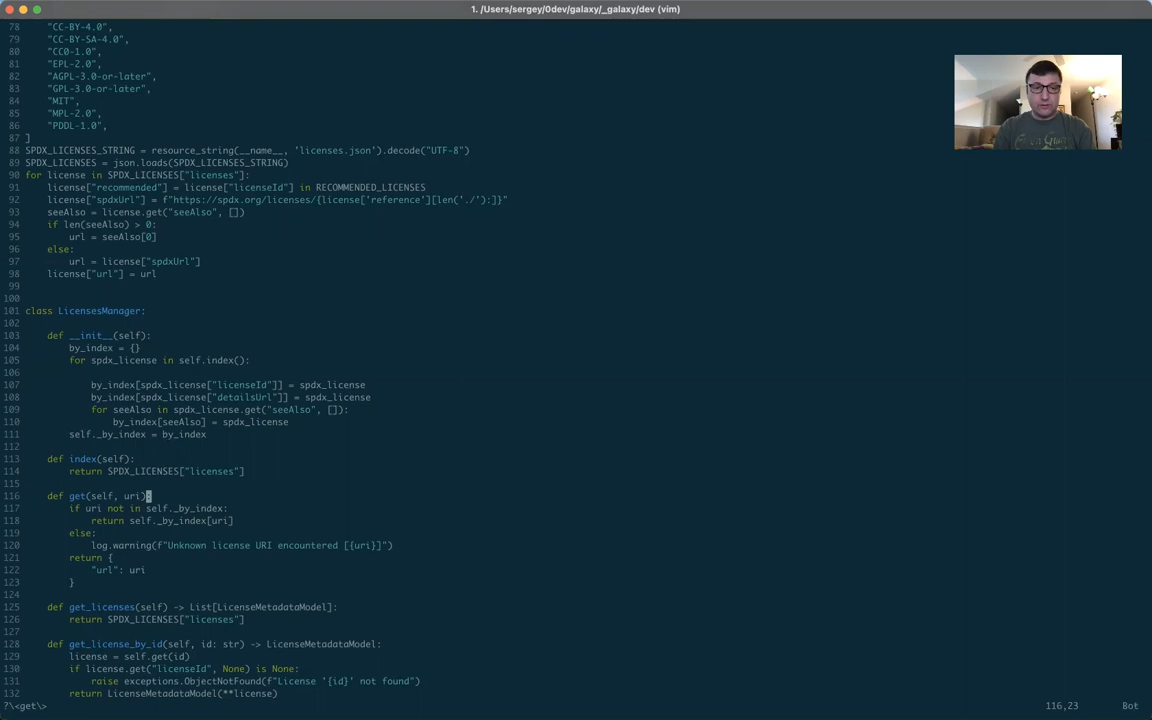 1. /Users/sergey/0dev/galaxy/_galaxy/dev (vim)
78 "CC-BY-4.0",
79 "CC-BY-SA-4.0",
80 "CC0-1.0",
81 "EPL-2.0",
82 "AGPL-3.0-or-later",
83 "GPL-3.0-or-later",
84 "MIT",
85 "MPL-2.0",
86 "PDDL-1.0",
87 ]
88 SPDX_LICENSES_STRING = resource_string(__name__, 'licenses.json').decode("UTF-8")
89 SPDX_LICENSES = json.loads(SPDX_LICENSES_STRING)
90 for license in SPDX_LICENSES["licenses"]:
91 license["recommended"] = license["licenseId"] in RECOMMENDED_LICENSES
92 license["spdxUrl"] = f"https://spdx.org/licenses/{license['reference'][len('./'):]}"
93 seeAlso = license.get("seeAlso", [])
94 if len(seeAlso) > 0:
95 url = seeAlso[0]
96 else:
97 url = license["spdxUrl"]
98 license["url"] = url
99
100
101 class LicensesManager:
102
103 def __init__(self):
104 by_index = {}
105 for spdx_license in self.index():
106
107 by_index[spdx_license["licenseId"]] = spdx_license
108 by_index[spdx_license["detailsUrl"]] = spdx_license
109 for seeAlso in spdx_license.get("seeAlso", []):
110 by_index[seeAlso] = spdx_license
111 self._by_index = by_index
112
113 def index(self):
114 return SPDX_LICENSES["licenses"]
115
116 def get(self, uri):
117 if uri not in self._by_index:
118 return self._by_index[uri]
119 else:
120 log.warning(f"Unknown license URI encountered [{uri}]")
121 return {
122 "url": uri
123 }
124
125 def get_licenses(self) -> List[LicenseMetadataModel]:
126 return SPDX_LICENSES["licenses"]
127
128 def get_license_by_id(self, id: str) -> LicenseMetadataModel:
129 license = self.get(id)
130 if license.get("licenseId", None) is None:
131 raise exceptions.ObjectNotFound(f"License '{id}' not found")
132 return LicenseMetadataModel(**license)
?\<get\> 116,23 Bot